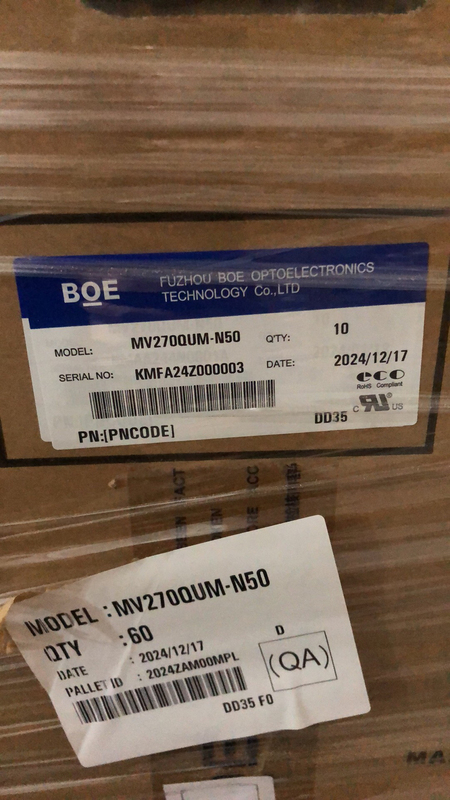 BOE
FUZHOU BOE OPTOELECTRONICS
TECHNOLOGY Co.,LTD
MODEL: MV270QUM-N50 Q'TY: 10
SERIAL NO: KMFA24Z000003 DATE: 2024/12/17
eco
RoHS Compliant
C US
PN:[PNCODE] DD35
MODEL : MV270QUM-N50
QTY : 60
DATE : 2024/12/17
PALLET ID : 2024ZAM00MPL
D
(QA)
DD35 F0
MA